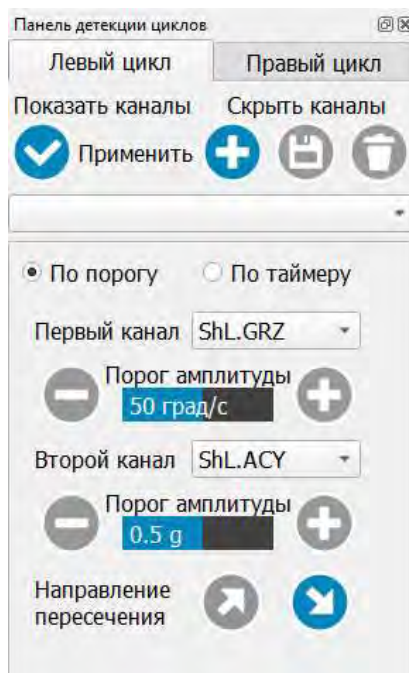 Панель детекции циклов
Левый цикл Правый цикл
Показать каналы Скрыть каналы
Применить
По порогу По таймеру
Первый канал ShL.GRZ
Порог амплитуды
50 град/с
Второй канал ShL.ACY
Порог амплитуды
0.5 g
Направление
пересечения